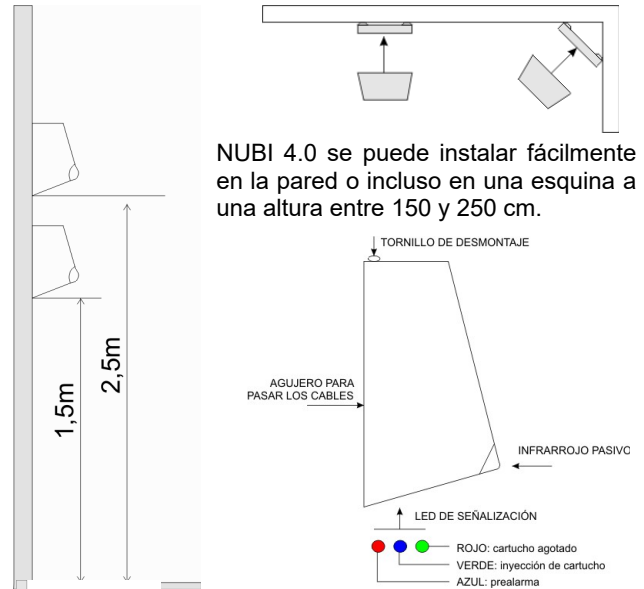 NUBI 4.0 se puede instalar fácilmente
en la pared o incluso en una esquina a
una altura entre 150 y 250 cm.
1,5m
2,5m
TORNILLO DE DESMONTAJE
AGUJERO PARA
PASAR LOS CABLES
INFRARROJO PASIVO
LED DE SEÑALIZACIÓN
ROJO: cartucho agotado
VERDE: inyección de cartucho
AZUL: prealarma